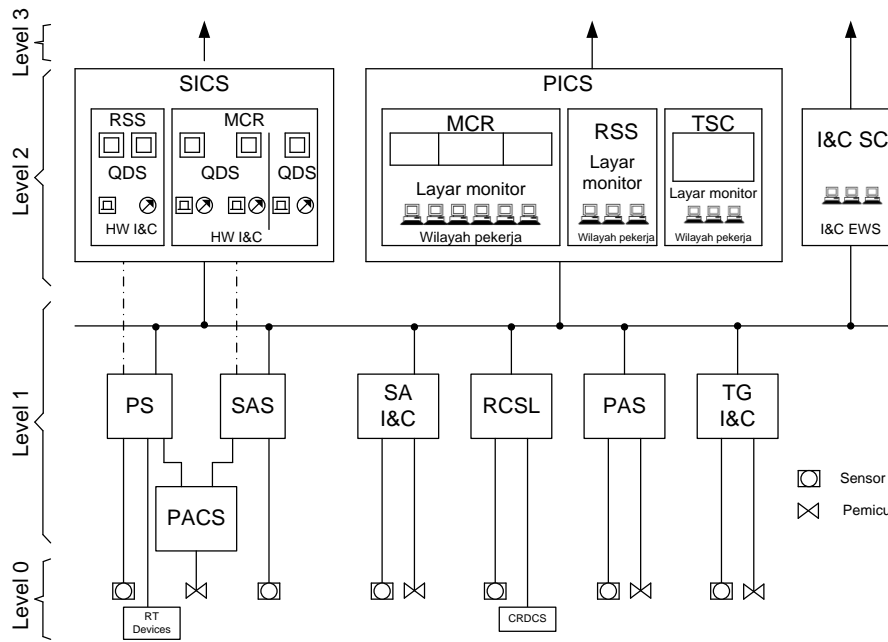 Level 3
SICS
PICS
Level 2
RSS
MCR
QDS
QDS
QDS
HW I&C
HW I&C
MCR
Layar monitor
Wilayah pekerja
RSS
Layar
monitor
Wilayah pekerja
TSC
Layar monitor
Wilayah pekerja
I&C SC
I&C EWS
Level 1
PS
SAS
SA
I&C
RCSL
PAS
TG
I&C
PACS
Sensor
Pemicu
Level 0
RT
Devices
CRDCS